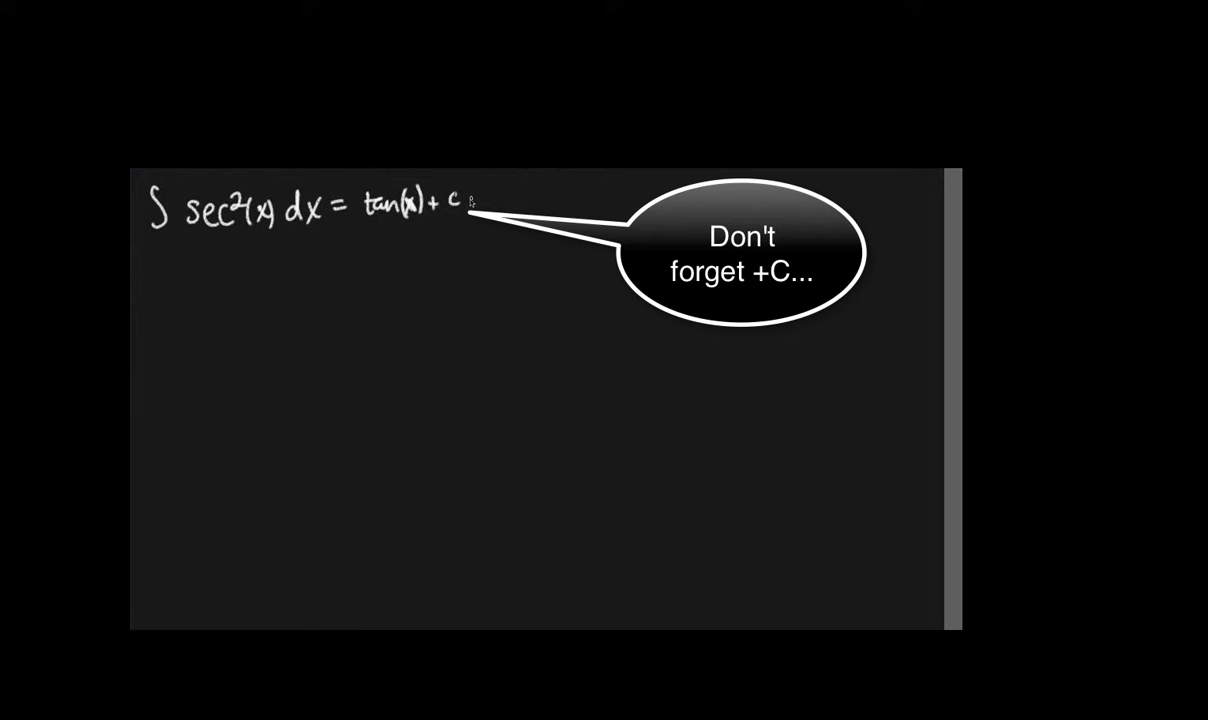 ∫ sec²(x) dx = tan(x) + c
Don't
forget +C...